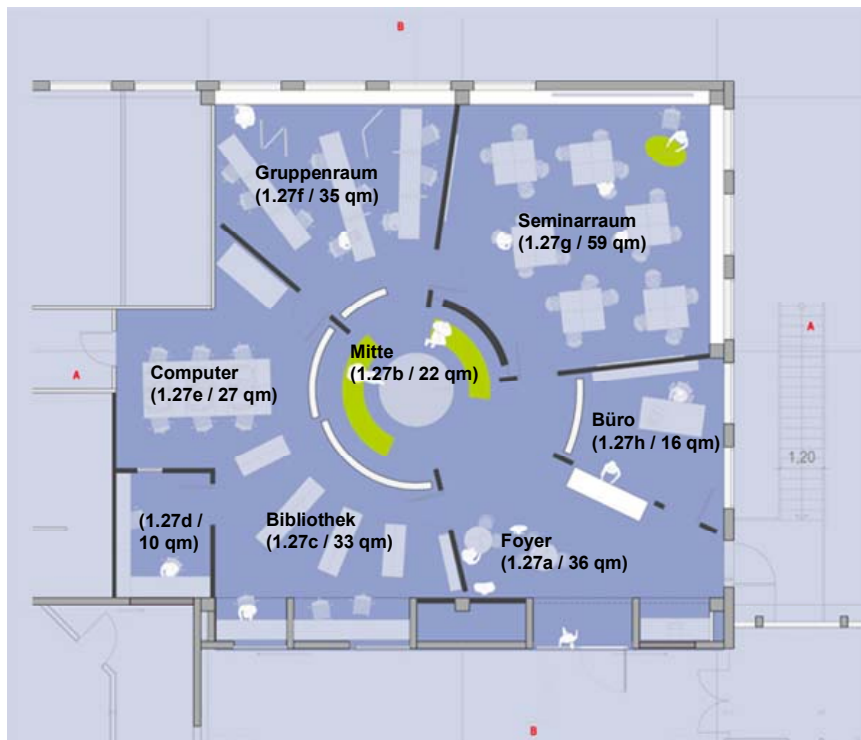 B
Gruppenraum
(1.27f / 35 qm)
Seminarraum
(1.27g / 59 qm)
A
Mitte
(1.27b / 22 qm)
A
Computer
(1.27e / 27 qm)
Büro
(1.27h / 16 qm)
1,20
(1.27d /
10 qm)
Bibliothek
(1.27c / 33 qm)
Foyer
(1.27a / 36 qm)
B